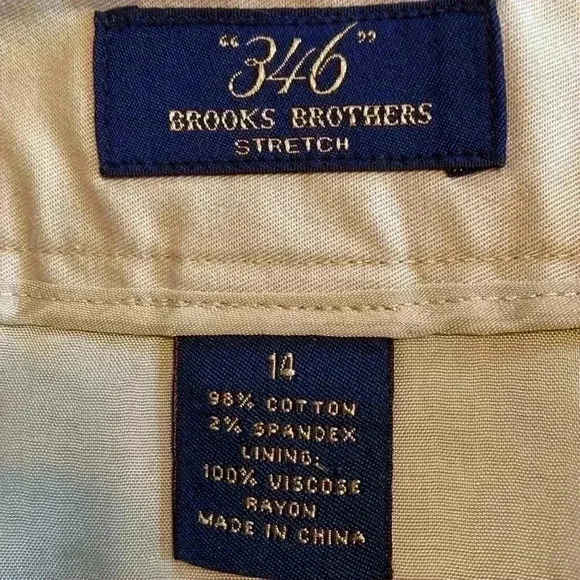 "346"
BROOKS BROTHERS
STRETCH
14
98% COTTON
2% SPANDEX
LINING:
100% VISCOSE
RAYON
MADE IN CHINA